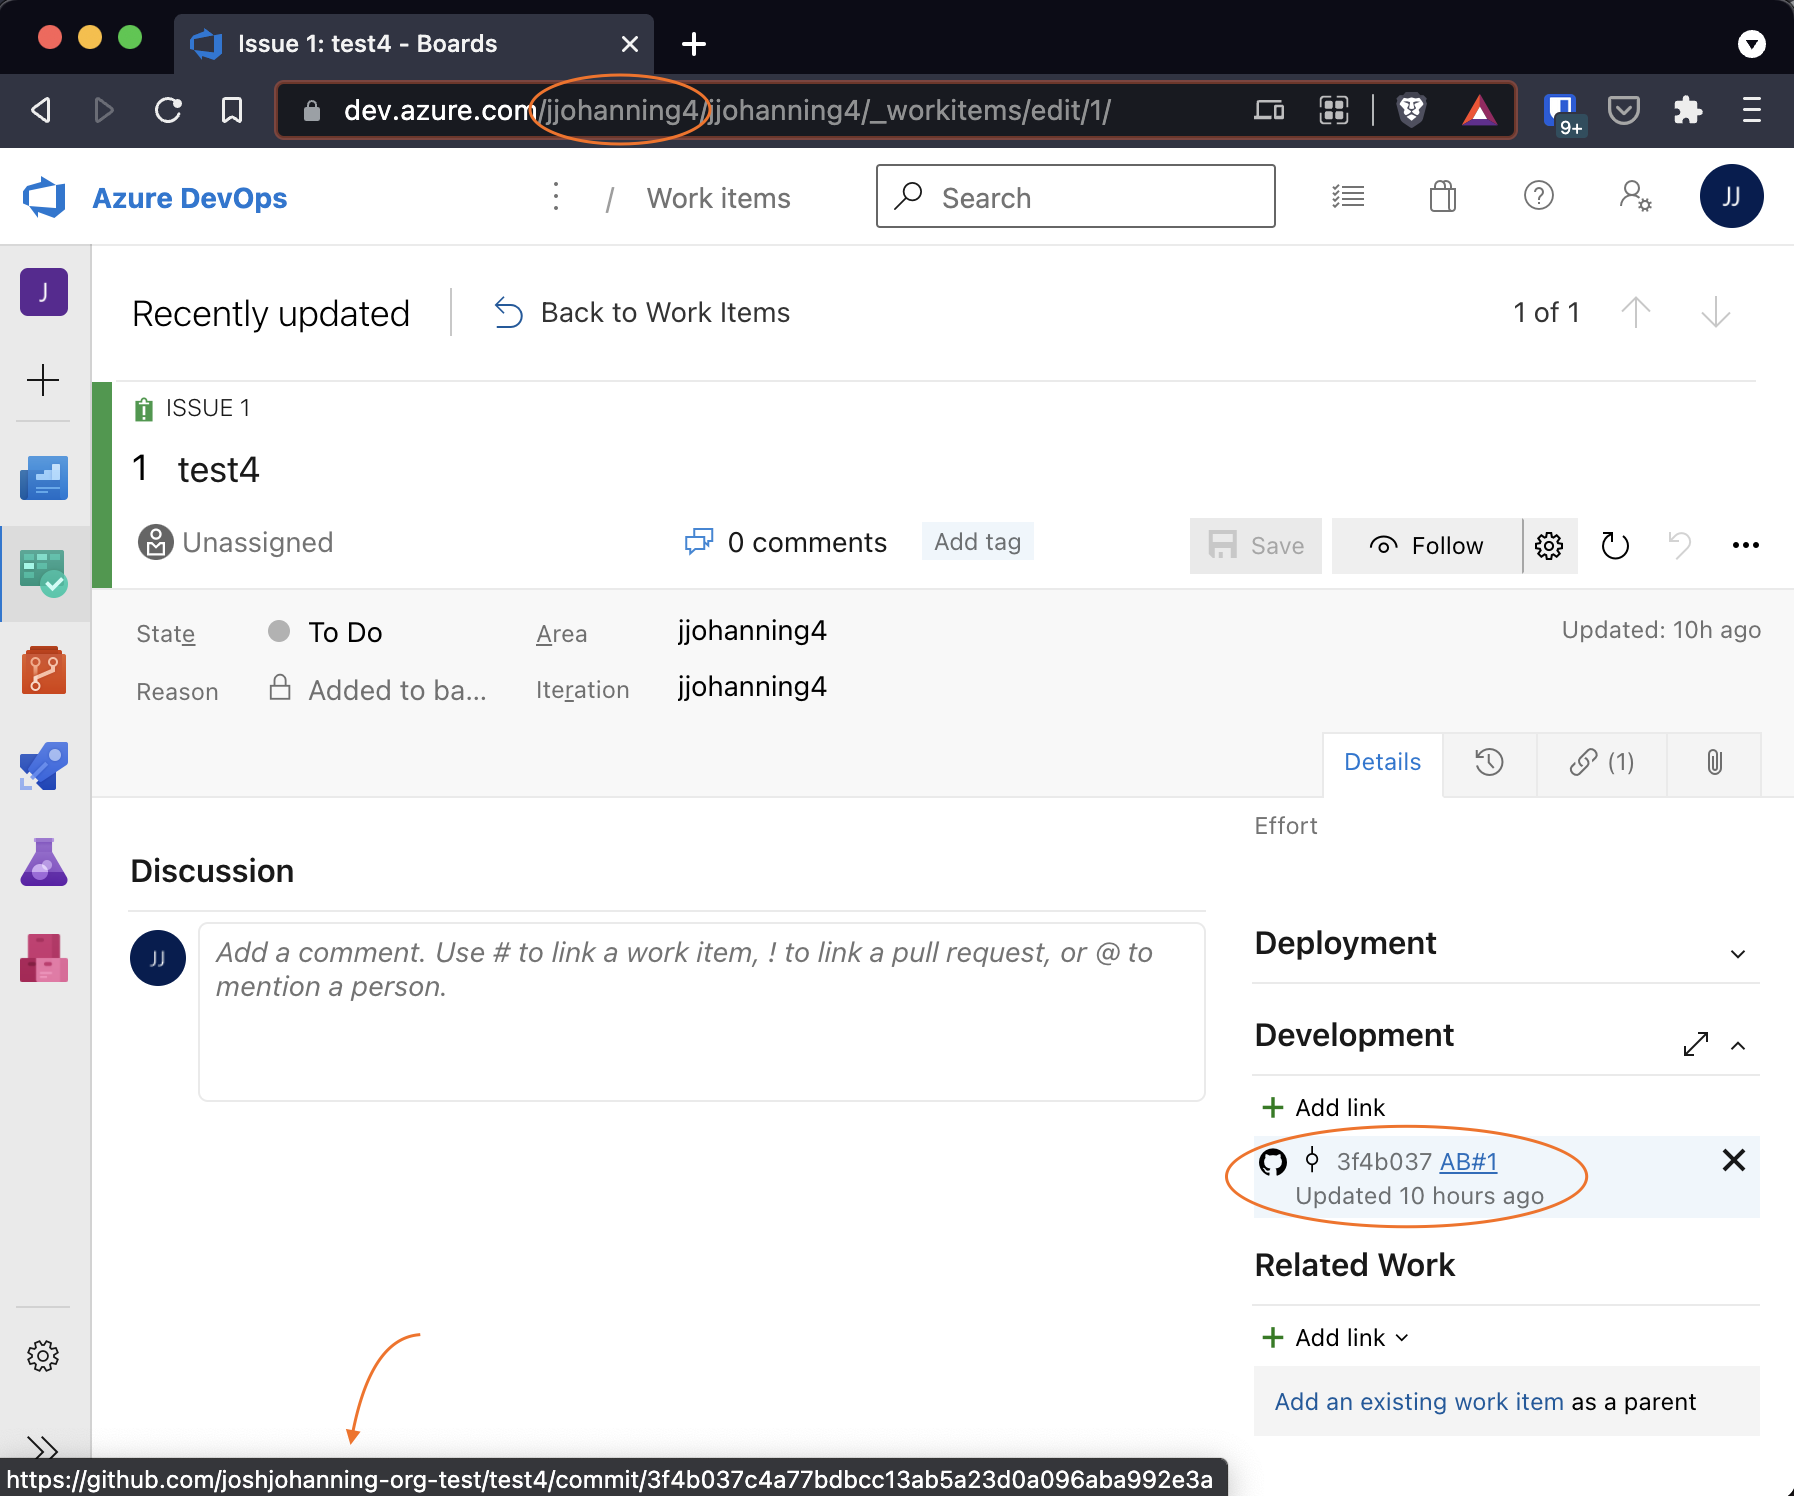 Issue 1: test4 - Boards
dev.azure.com/jjohanning4/jjohanning4/_workitems/edit/1/
9+
Azure DevOps
/ Work items
Search
JJ
J
Recently updated
Back to Work Items
1 of 1
ISSUE 1
1 test4
Unassigned
0 comments
Add tag
Save
Follow
State
To Do
Area
jjohanning4
Updated: 10h ago
Reason
Added to ba...
Iteration
jjohanning4
Details
(1)
Effort
Discussion
JJ
Add a comment. Use # to link a work item, ! to link a pull request, or @ to
mention a person.
Deployment
Development
Add link
3f4b037 AB#1
Updated 10 hours ago
Related Work
Add link
Add an existing work item as a parent
https://github.com/joshjohanning-org-test/test4/commit/3f4b037c4a77bdbcc13ab5a23d0a096aba992e3a